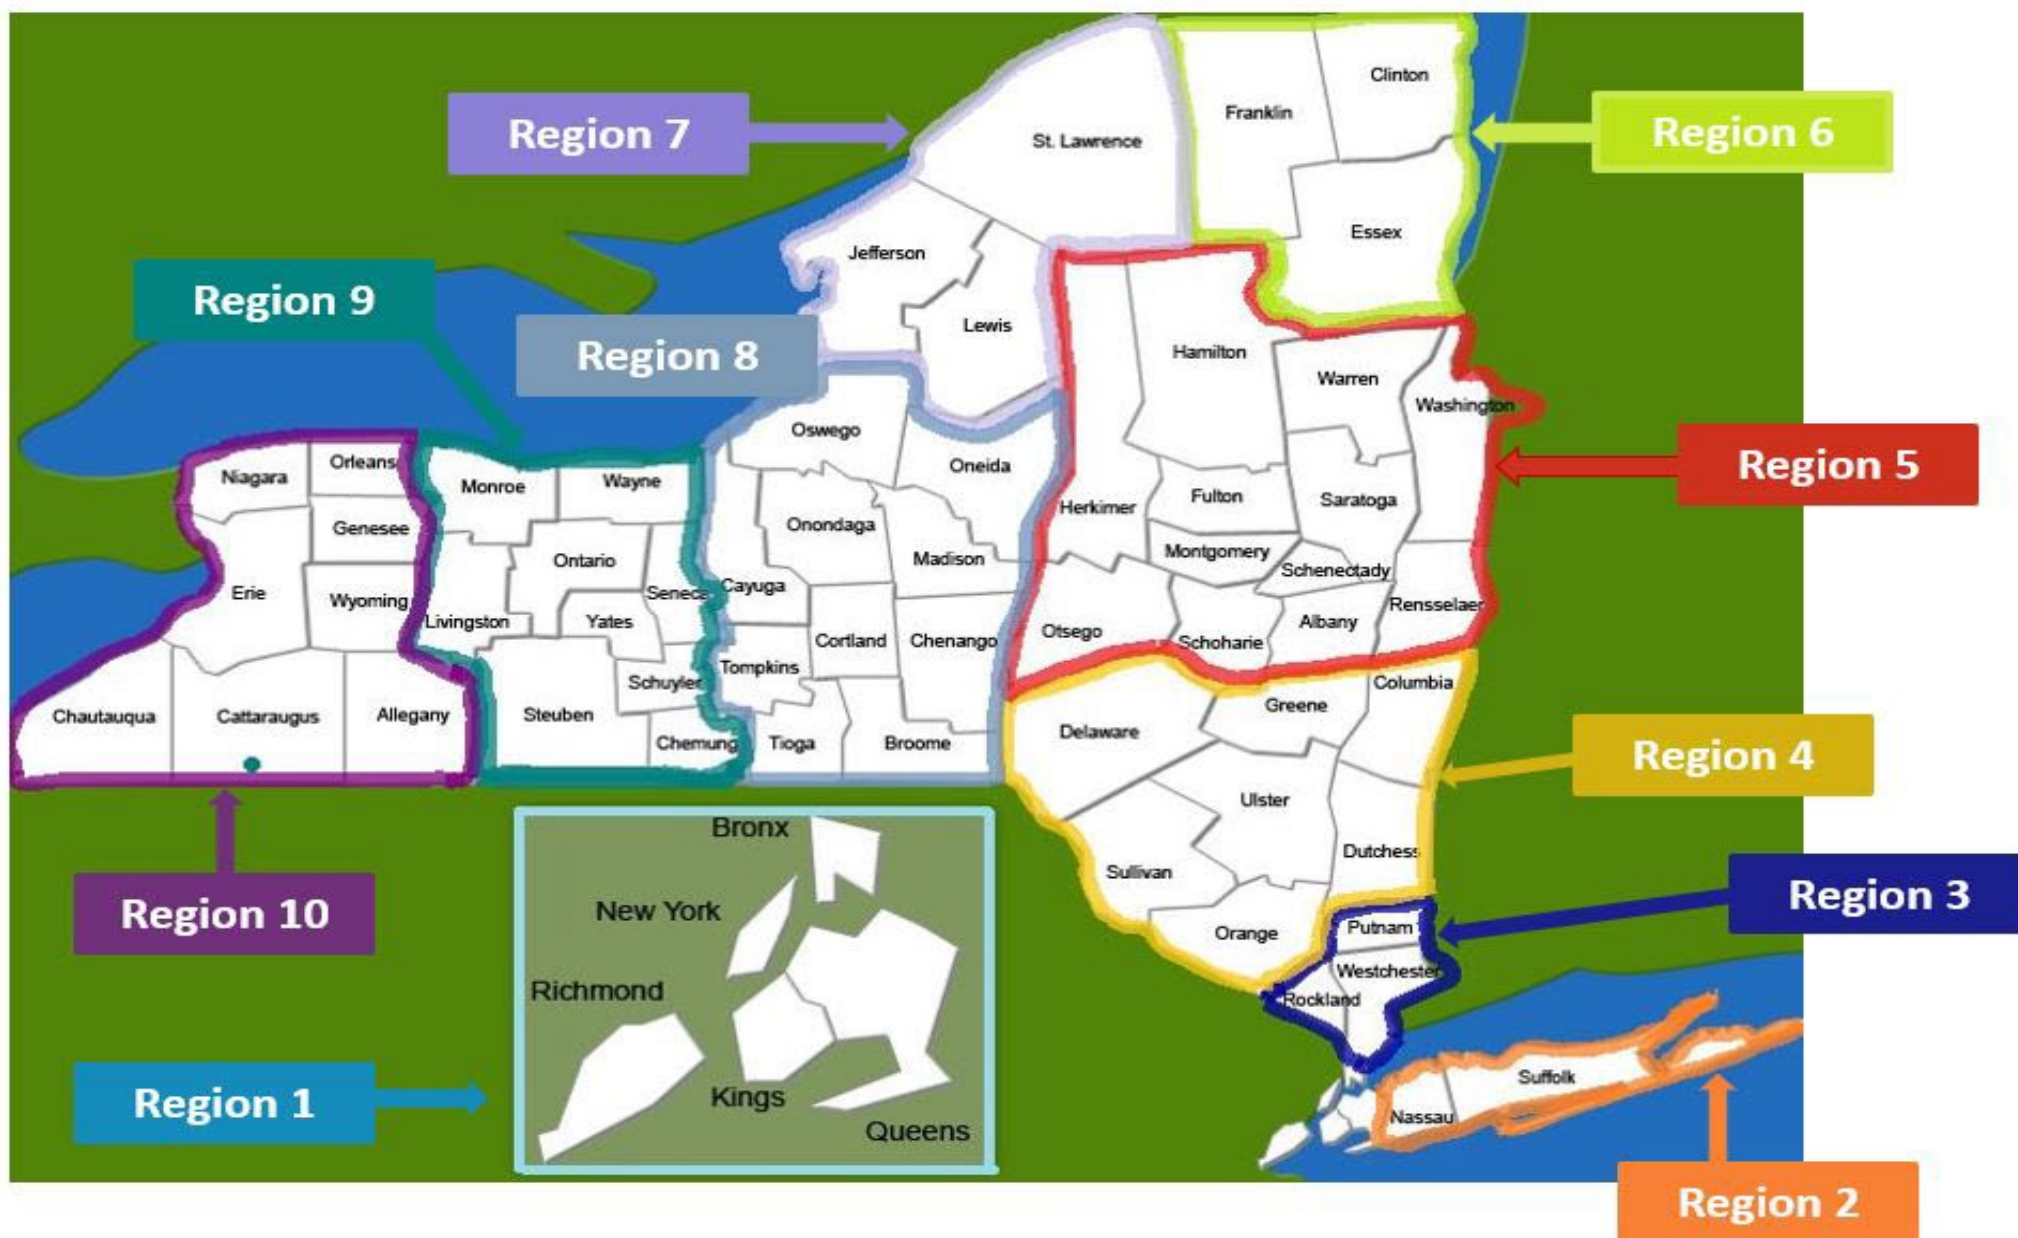 Clinton
Franklin
Region 7
Region 6
St. Lawrence
Essex
Jefferson
Region 9
Lewis
Region 8
Hamilton
Warren
Washington
Oswego
Orleans
Niagara
Oneida
Region 5
Monroe
Wayne
Fulton
Saratoga
Herkimer
Genesee
Onondaga
Montgomery
Madison
Ontario
Schenectady
Cayuga
Erie
Seneca
Wyoming
Rensselaer
Livingston
Yates
Albany
Otsego
Cortland
Chenango
Schoharie
Tompkins
Schuyler
Columbia
Greene
Chautauqua
Cattaraugus
Allegany
Steuben
Delaware
Chemung
Tioga
Broome
Region 4
Ulster
Bronx
Dutchess
Sullivan
Region 3
New York
Region 10
Putnam
Orange
Westchester
Richmond
Rockland
Suffolk
Kings
Region 1
Nassau
Queens
Region 2